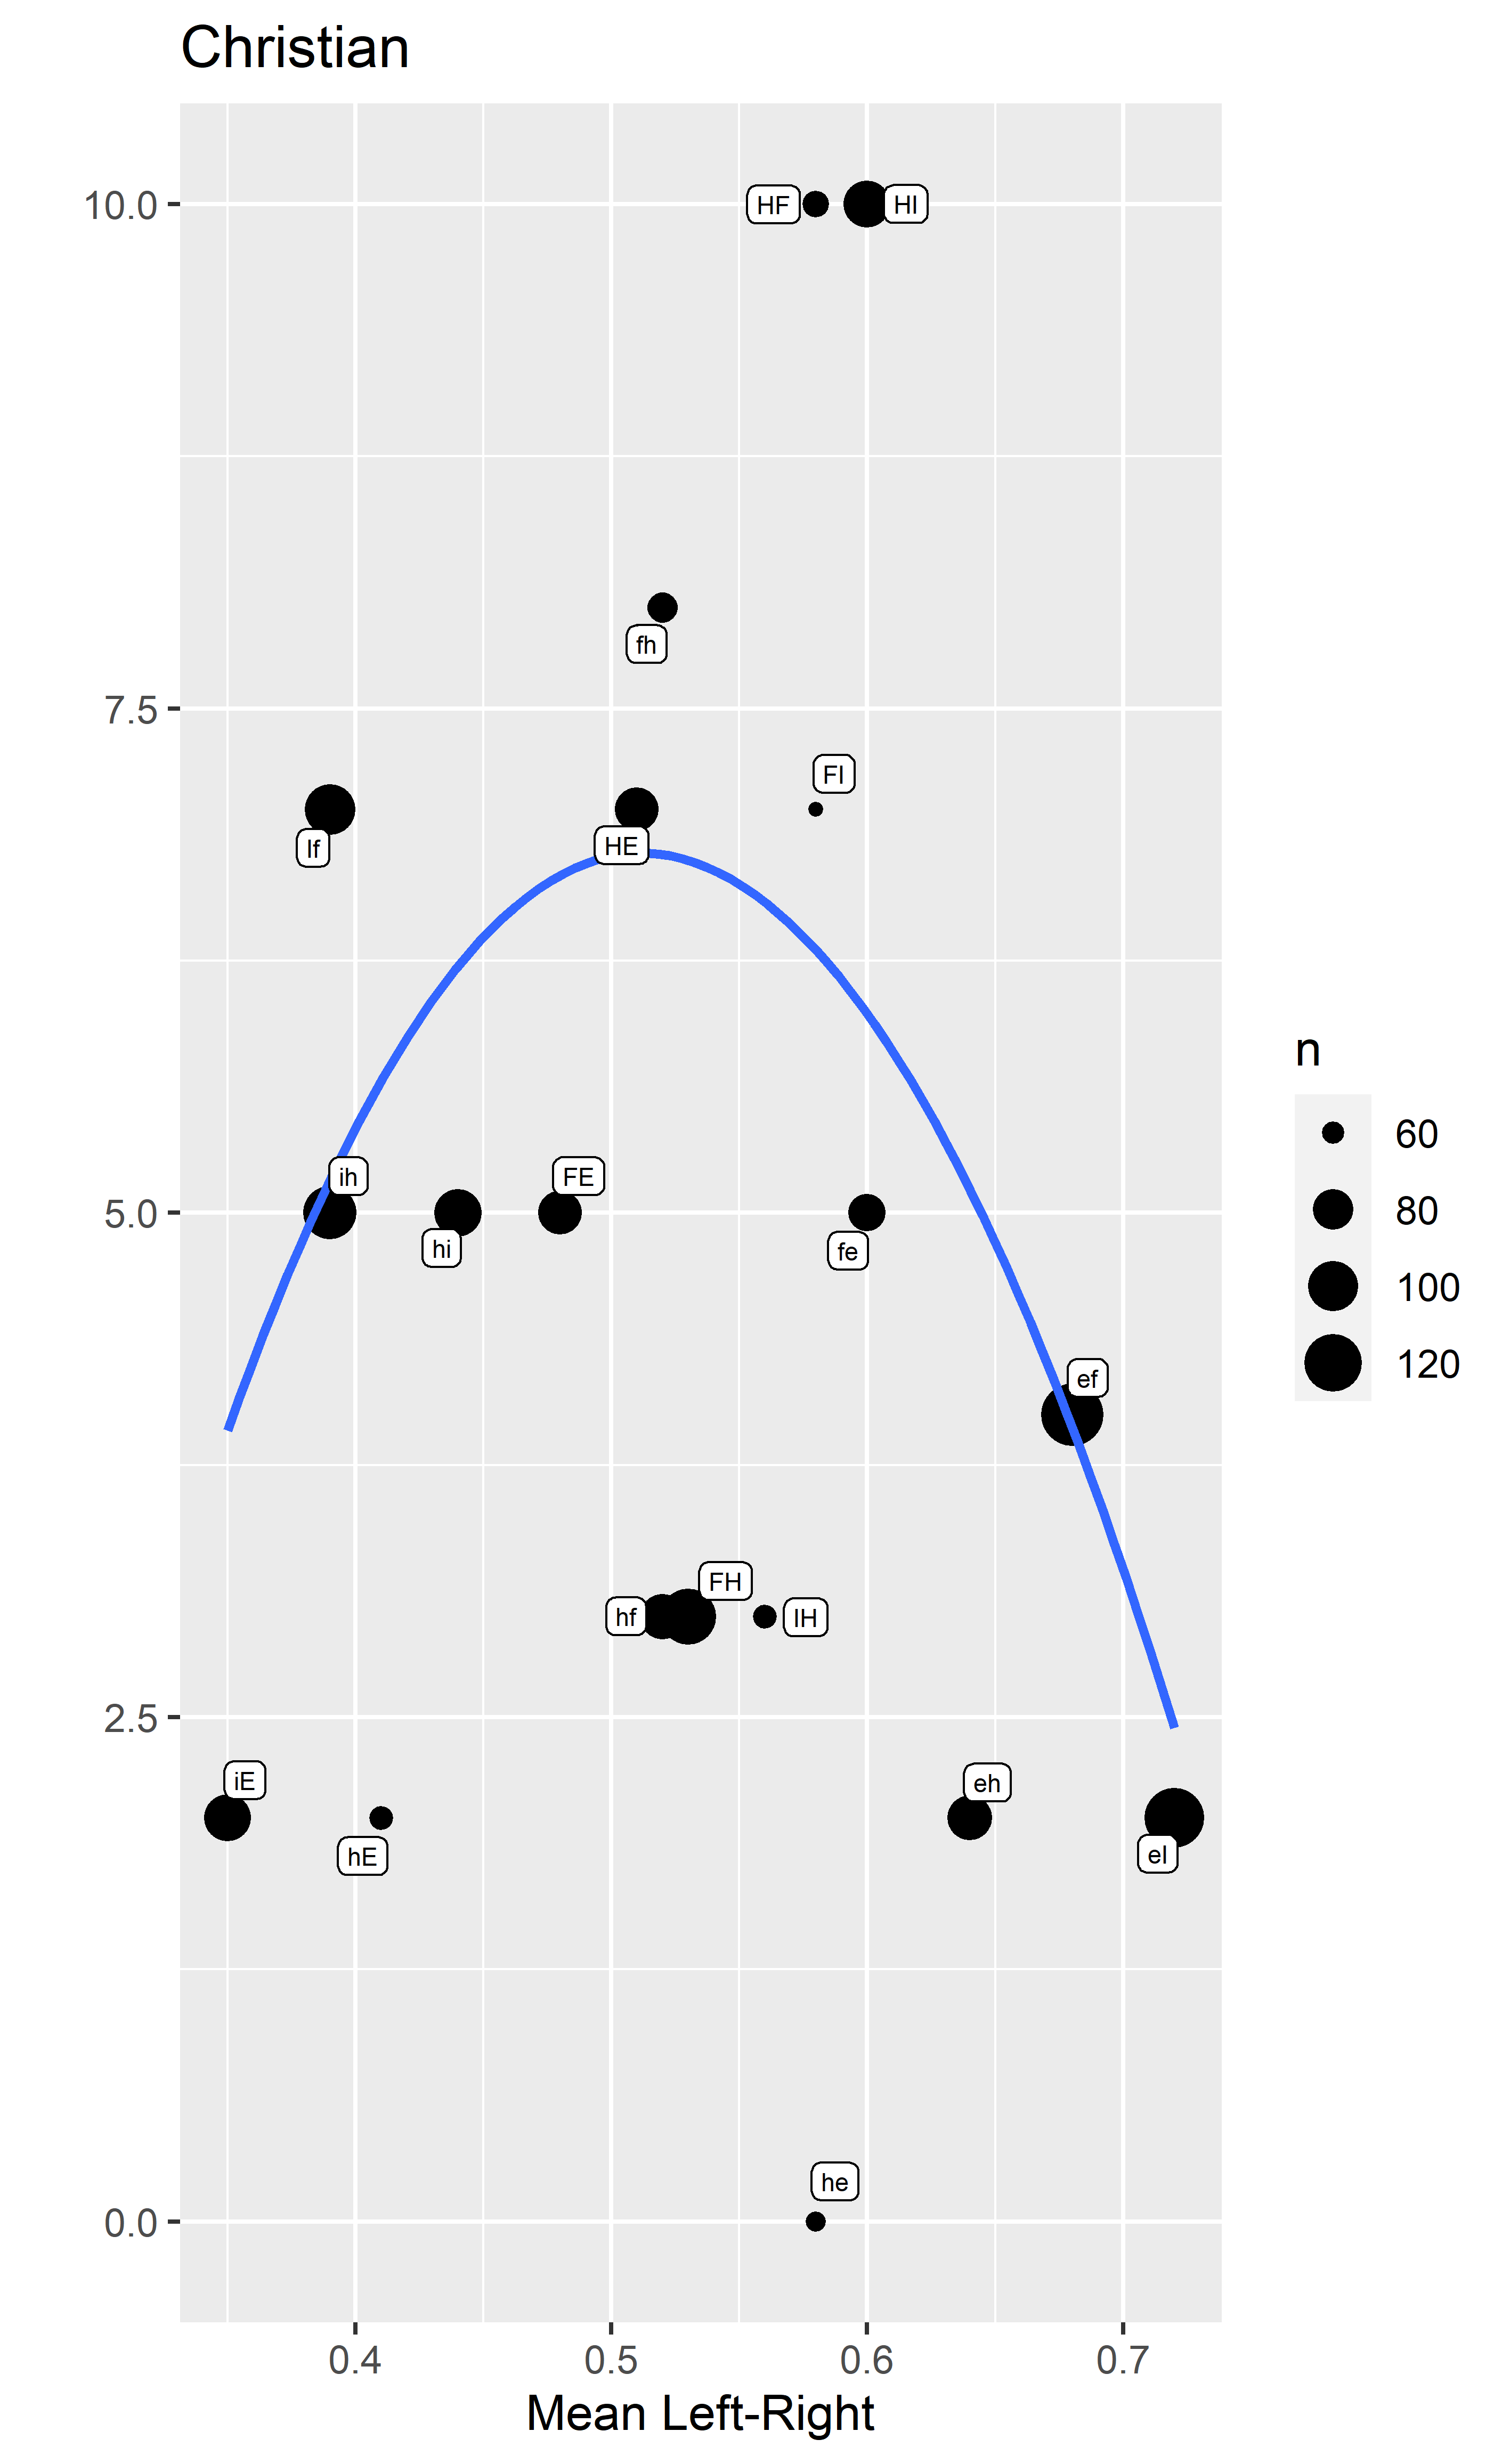 Christian
10.0
HF
HI
fh
7.5
FI
If
HE
ih
FE
5.0
hi
fe
ef
FH
hf
IH
2.5
iE
eh
hE
eI
he
0.0
0.4
0.5
0.6
0.7
Mean Left-Right
n
60
80
100
120